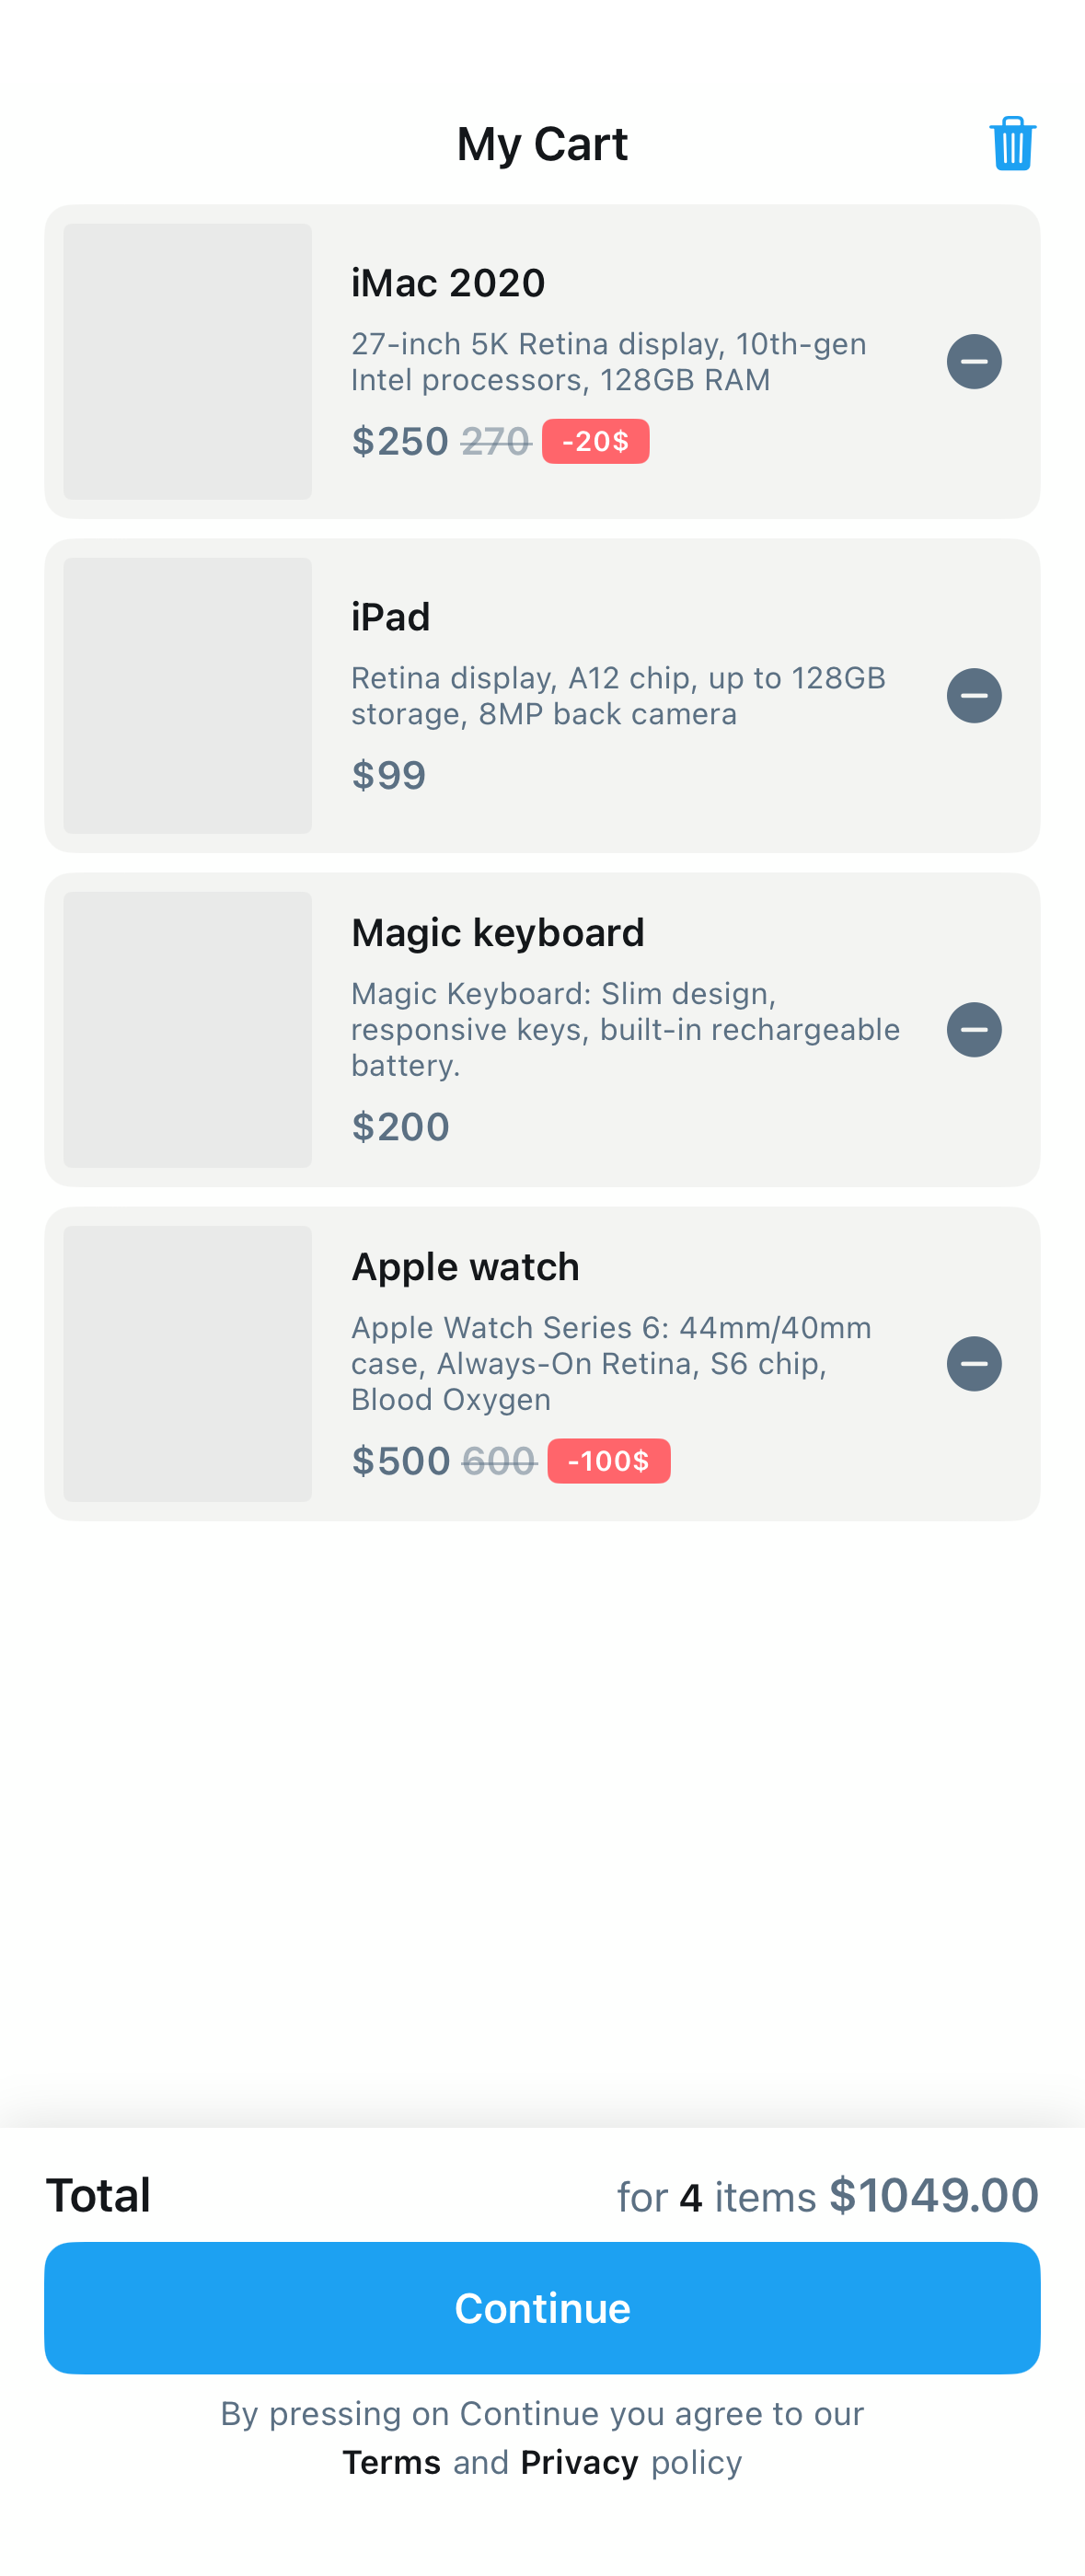 My Cart
iMac 2020
27-inch 5K Retina display, 10th-gen
Intel processors, 128GB RAM
$250 270 -20$
iPad
Retina display, A12 chip, up to 128GB
storage, 8MP back camera
$99
Magic keyboard
Magic Keyboard: Slim design,
responsive keys, built-in rechargeable
battery.
$200
Apple watch
Apple Watch Series 6: 44mm/40mm
case, Always-On Retina, S6 chip,
Blood Oxygen
$500 600 -100$
Total for 4 items $1049.00
Continue
By pressing on Continue you agree to our
Terms and Privacy policy